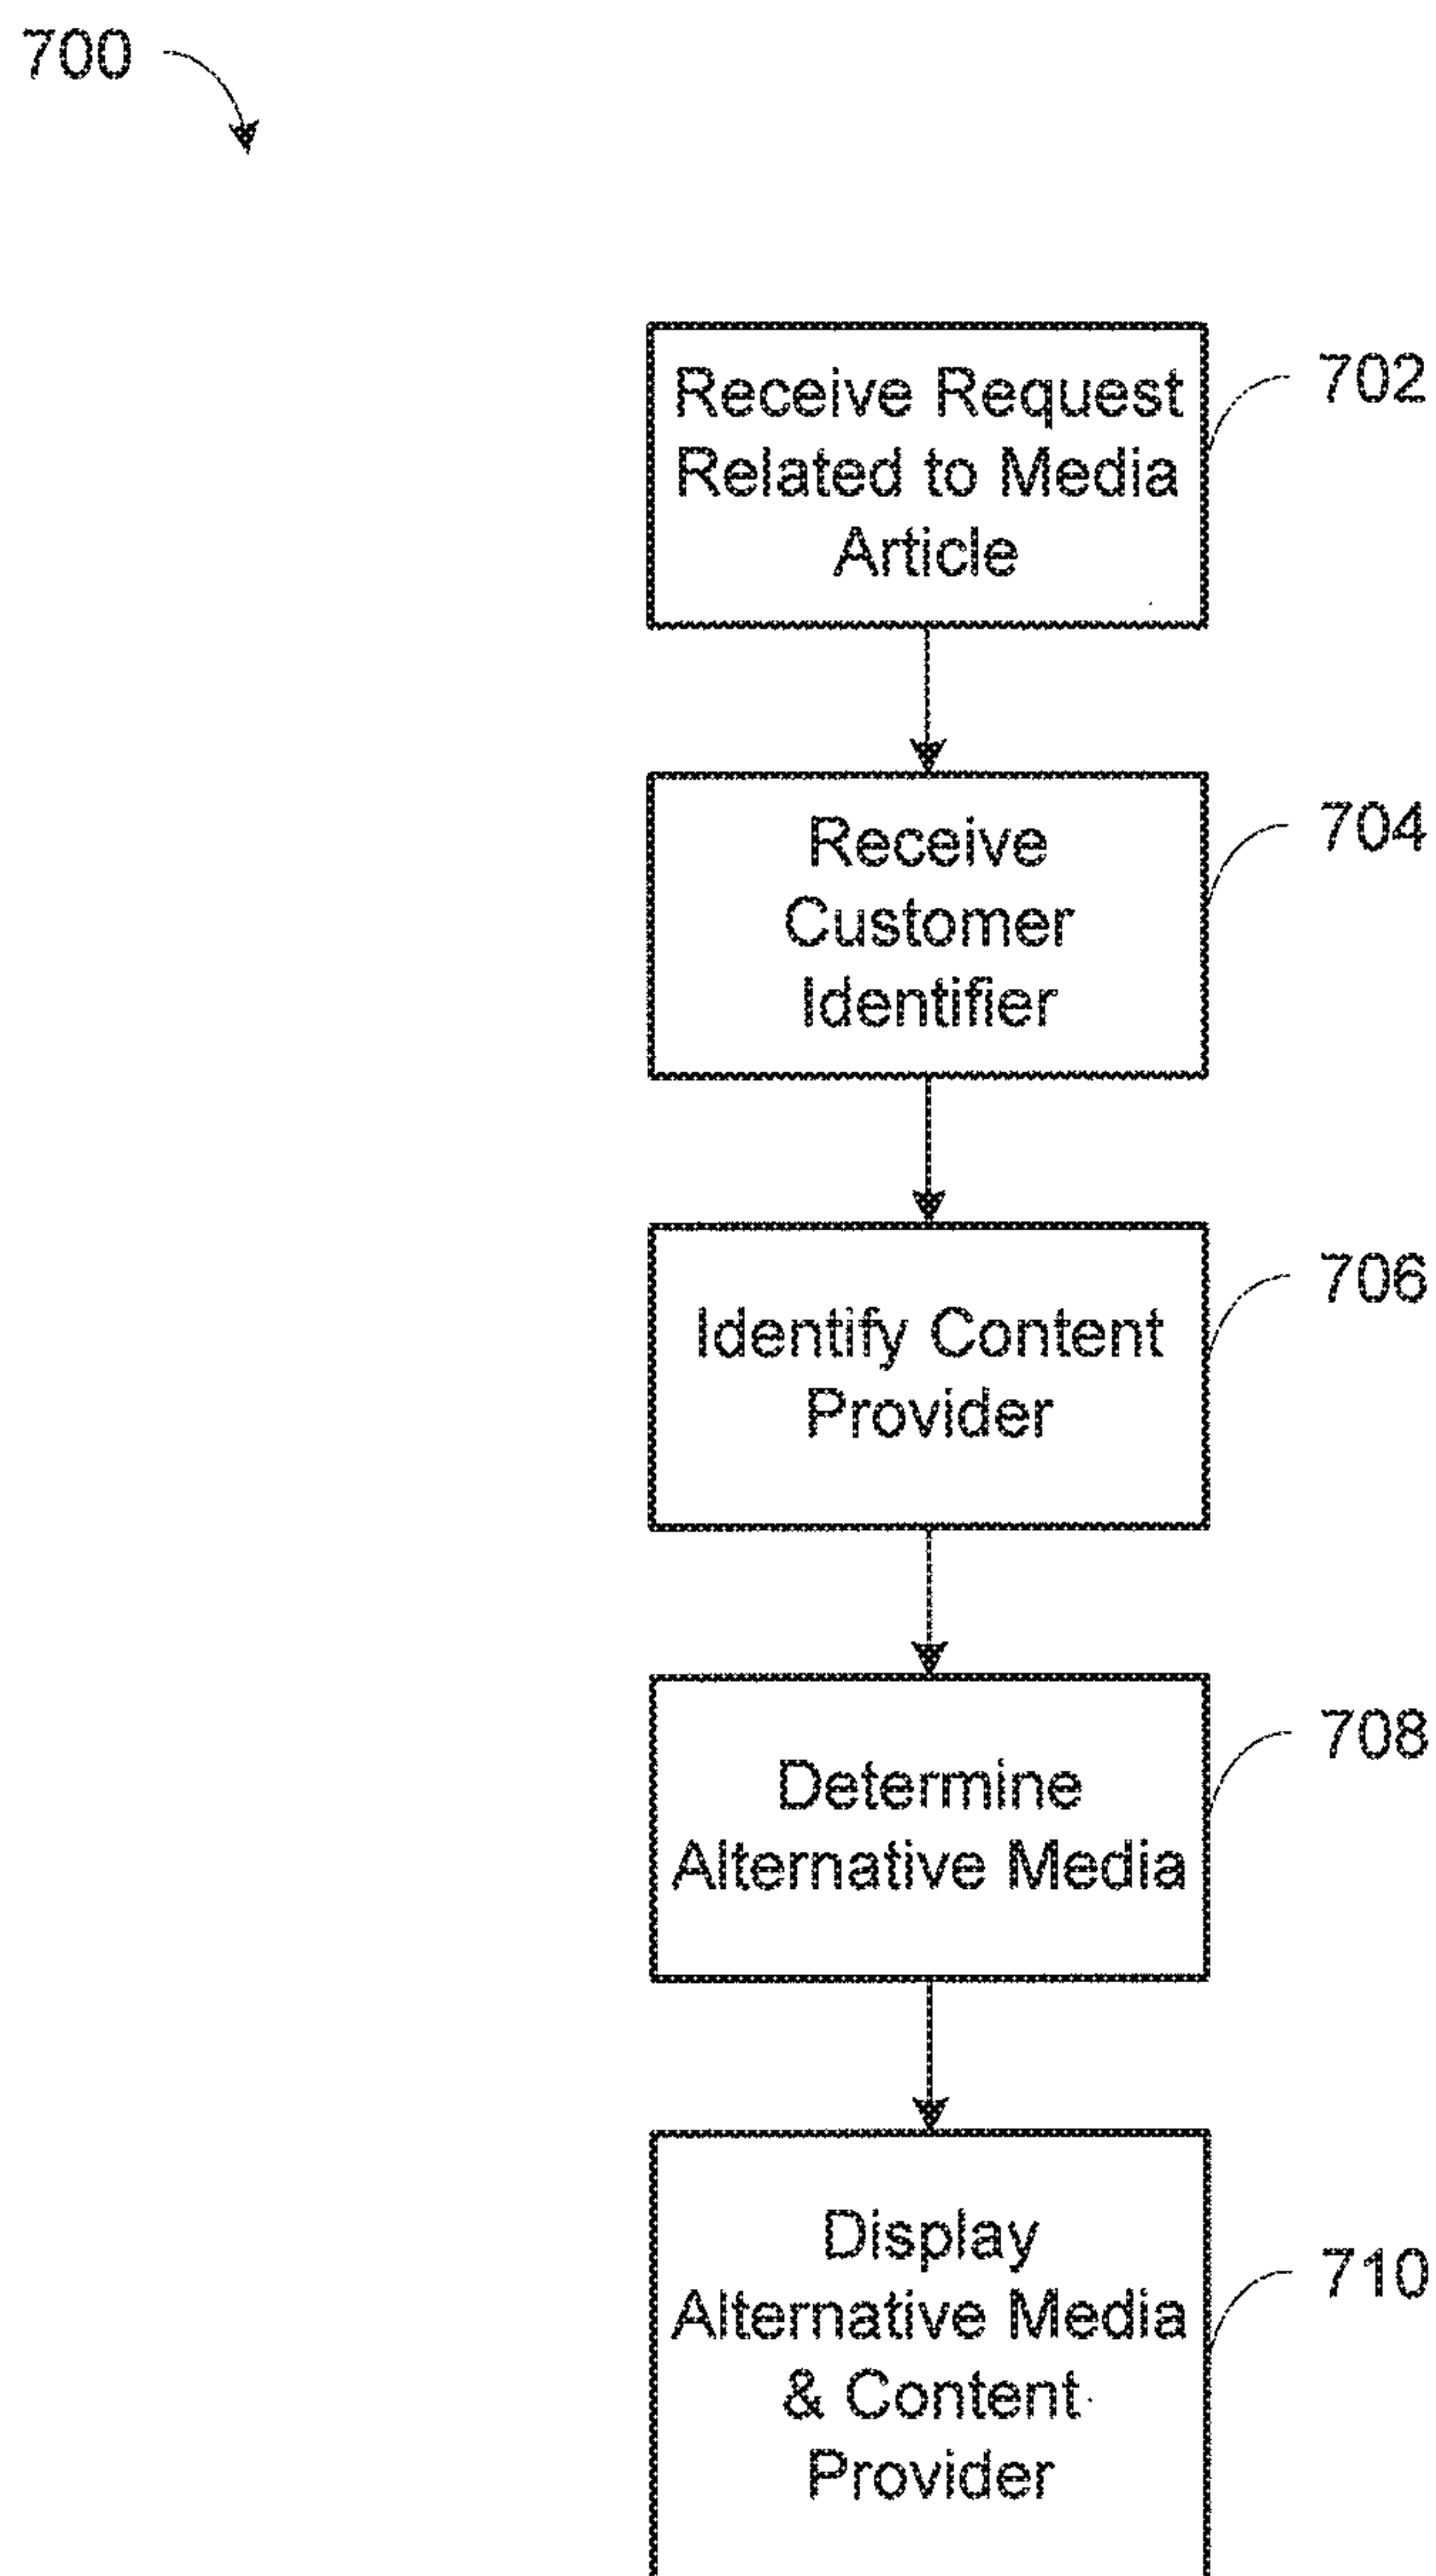 700
Receive Request
Related to Media
Article
702
Receive
Customer
Identifier
704
Identify Content
Provider
706
Determine
Alternative Media
708
Display
Alternative Media
& Content
Provider
710